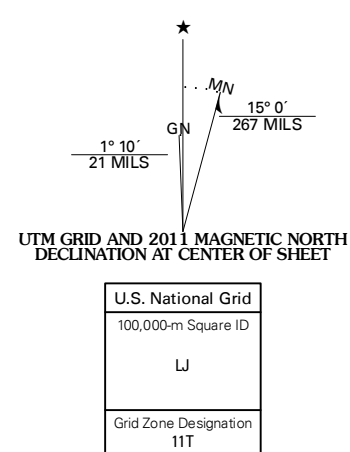 MN
GN
15° 0´
267 MILS
1° 10´
21 MILS
UTM GRID AND 2011 MAGNETIC NORTH
DECLINATION AT CENTER OF SHEET
U.S. National Grid
100,000-m Square ID
LJ
Grid Zone Designation
11T